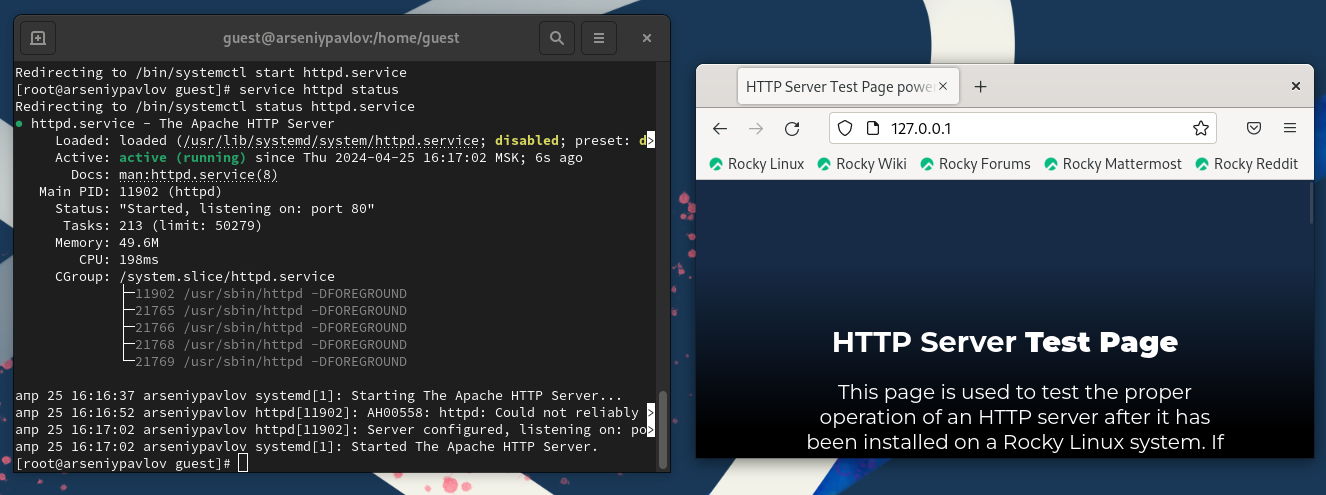 guest@arseniypavlov:/home/guest
Redirecting to /bin/systemctl start httpd.service
[root@arseniypavlov guest]# service httpd status
Redirecting to /bin/systemctl status httpd.service
● httpd.service - The Apache HTTP Server
Loaded: loaded (/usr/lib/systemd/system/httpd.service; disabled; preset: d>
Active: active (running) since Thu 2024-04-25 16:17:02 MSK; 6s ago
Docs: man:httpd.service(8)
Main PID: 11902 (httpd)
Status: "Started, listening on: port 80"
Tasks: 213 (limit: 50279)
Memory: 49.6M
CPU: 198ms
CGroup: /system.slice/httpd.service
├─11902 /usr/sbin/httpd -DFOREGROUND
├─21765 /usr/sbin/httpd -DFOREGROUND
├─21766 /usr/sbin/httpd -DFOREGROUND
├─21768 /usr/sbin/httpd -DFOREGROUND
└─21769 /usr/sbin/httpd -DFOREGROUND
апр 25 16:16:37 arseniypavlov systemd[1]: Starting The Apache HTTP Server...
апр 25 16:16:52 arseniypavlov httpd[11902]: AH00558: httpd: Could not reliably >
апр 25 16:17:02 arseniypavlov httpd[11902]: Server configured, listening on: po>
апр 25 16:17:02 arseniypavlov systemd[1]: Started The Apache HTTP Server.
[root@arseniypavlov guest]#
HTTP Server Test Page powe
127.0.0.1
Rocky Linux Rocky Wiki Rocky Forums Rocky Mattermost Rocky Reddit
HTTP Server Test Page
This page is used to test the proper
operation of an HTTP server after it has
been installed on a Rocky Linux system. If